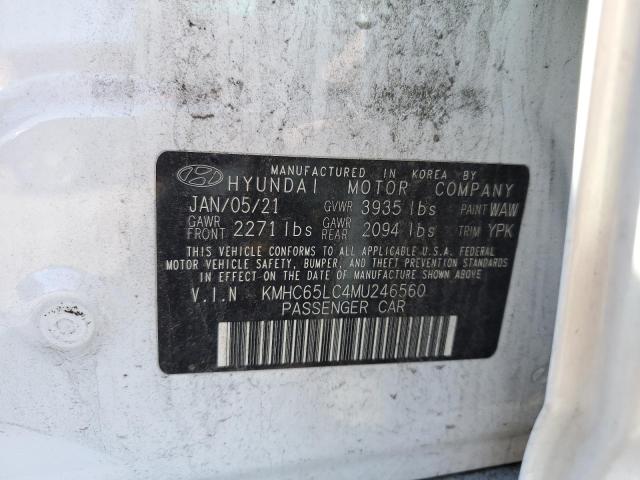 MANUFACTURED IN KOREA BY
HYUNDAI MOTOR COMPANY
JAN/05/21 GVWR 3935 lbs PAINT WAW
GAWR FRONT 2271 lbs GAWR REAR 2094 lbs TRIM YPK
THIS VEHICLE CONFORMS TO ALL APPLICABLE U.S.A. FEDERAL
MOTOR VEHICLE SAFETY, BUMPER, AND THEFT PREVENTION STANDARDS
IN EFFECT ON THE DATE OF MANUFACTURE SHOWN ABOVE.
V.I.N KMHC65LC4MU246560
PASSENGER CAR